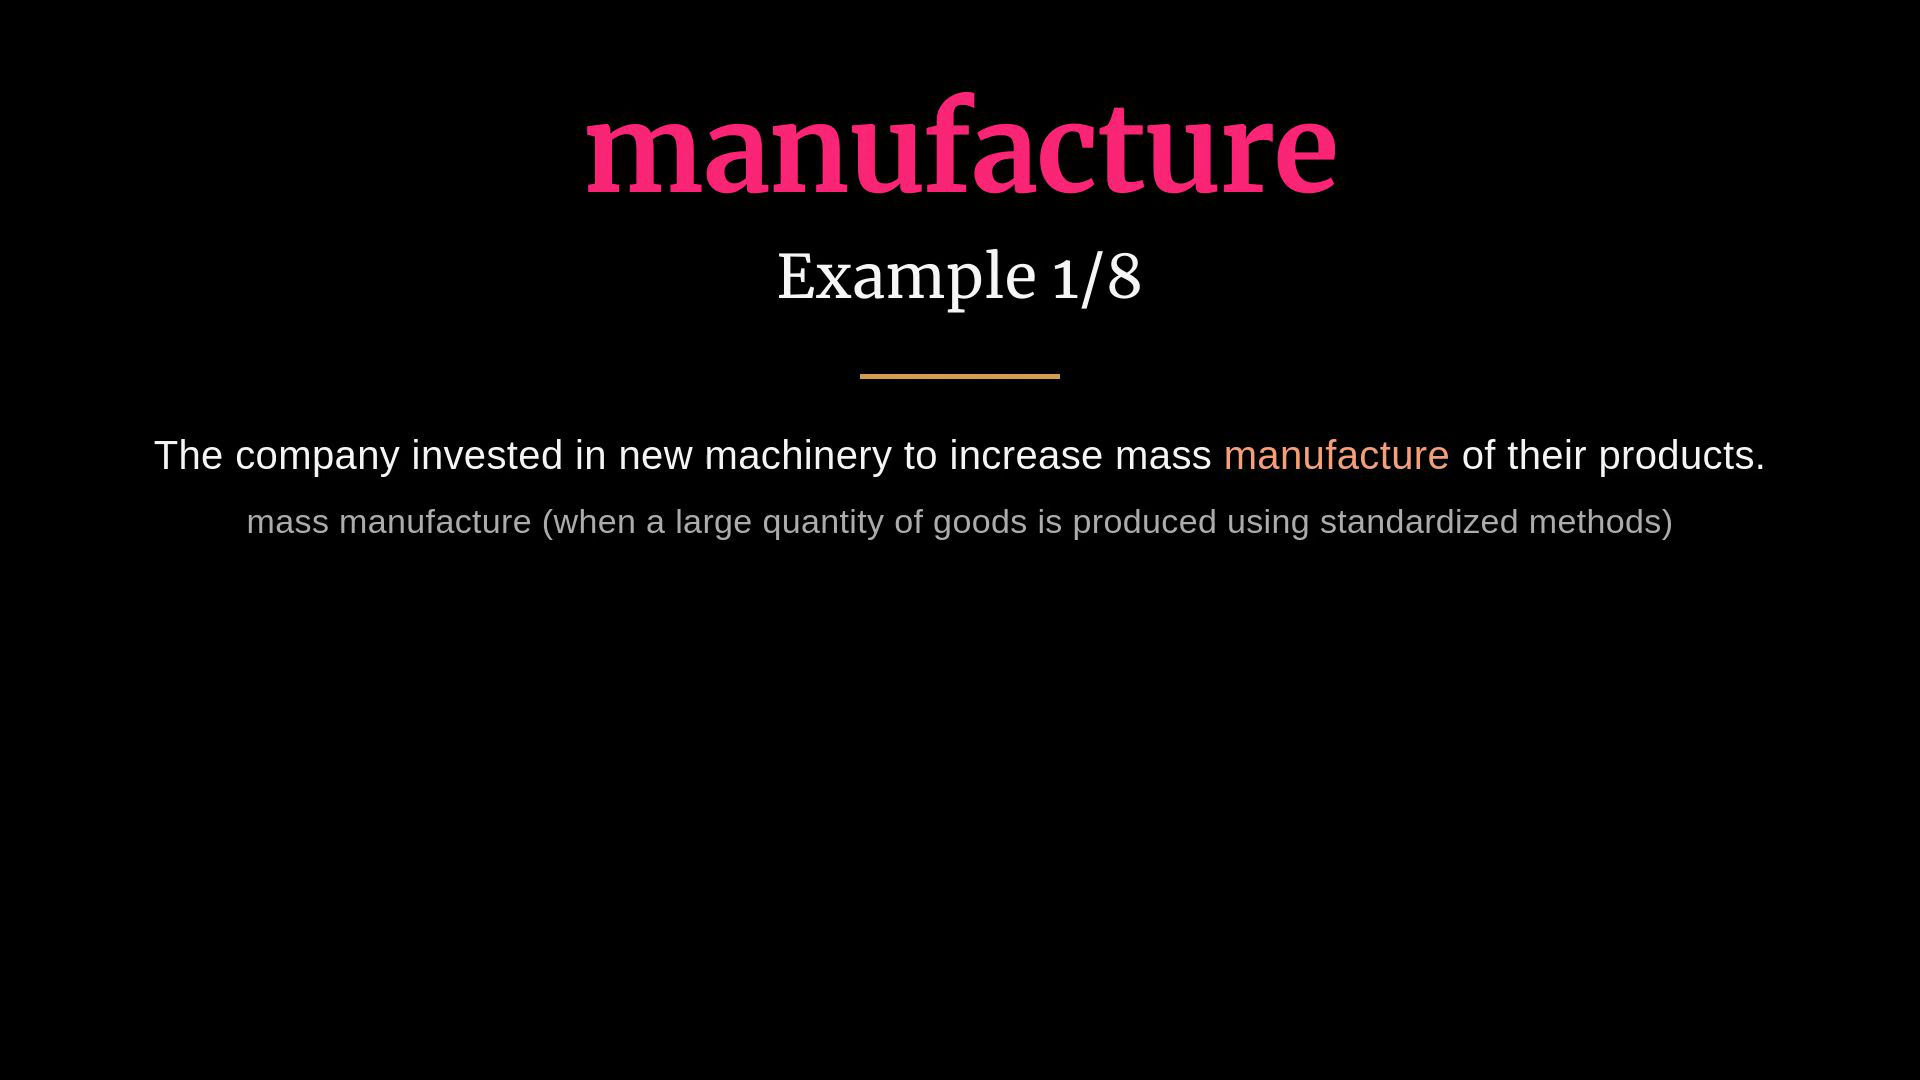 manufacture
Example 1/8
The company invested in new machinery to increase mass manufacture of their products.
mass manufacture (when a large quantity of goods is produced using standardized methods)